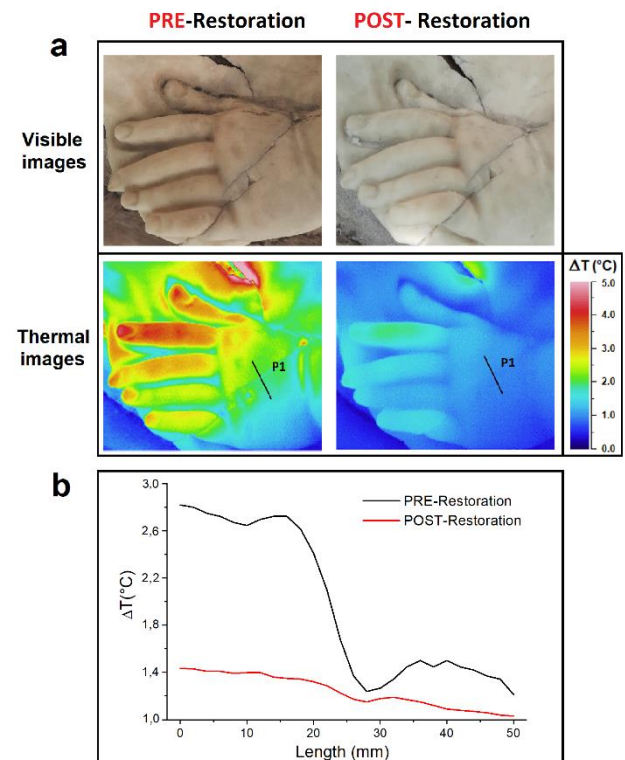 PRE-Restoration POST- Restoration
a
Visible
images
Thermal
images
P1
P1
ΔT (°C)
5.0
4.0
3.0
2.0
1.0
0.0
b
3,0
2,6
2,2
1,8
1,4
1,0
ΔT(°C)
PRE-Restoration
POST-Restoration
0 10 20 30 40 50
Length (mm)